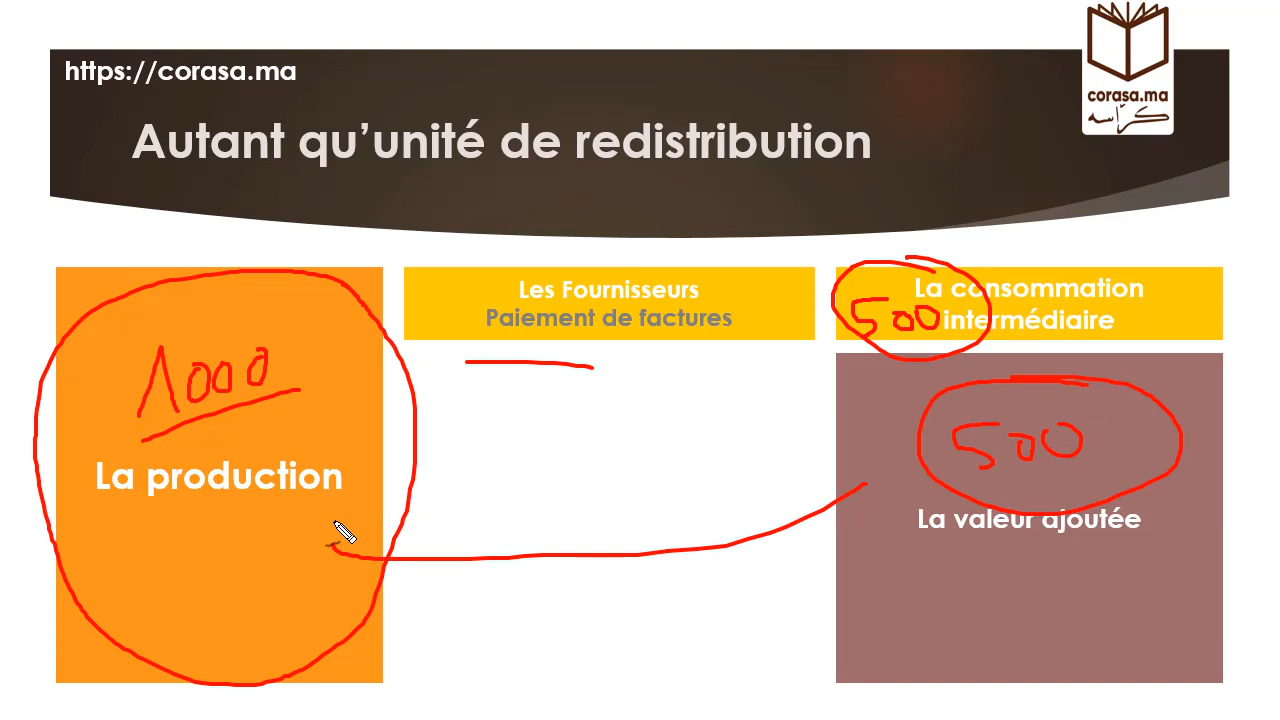 https://corasa.ma
corasa.ma
كراسه
Autant qu’unité de redistribution
Les Fournisseurs
Paiement de factures
500
La consommation
intermédiaire
1000
La production
500
La valeur ajoutée